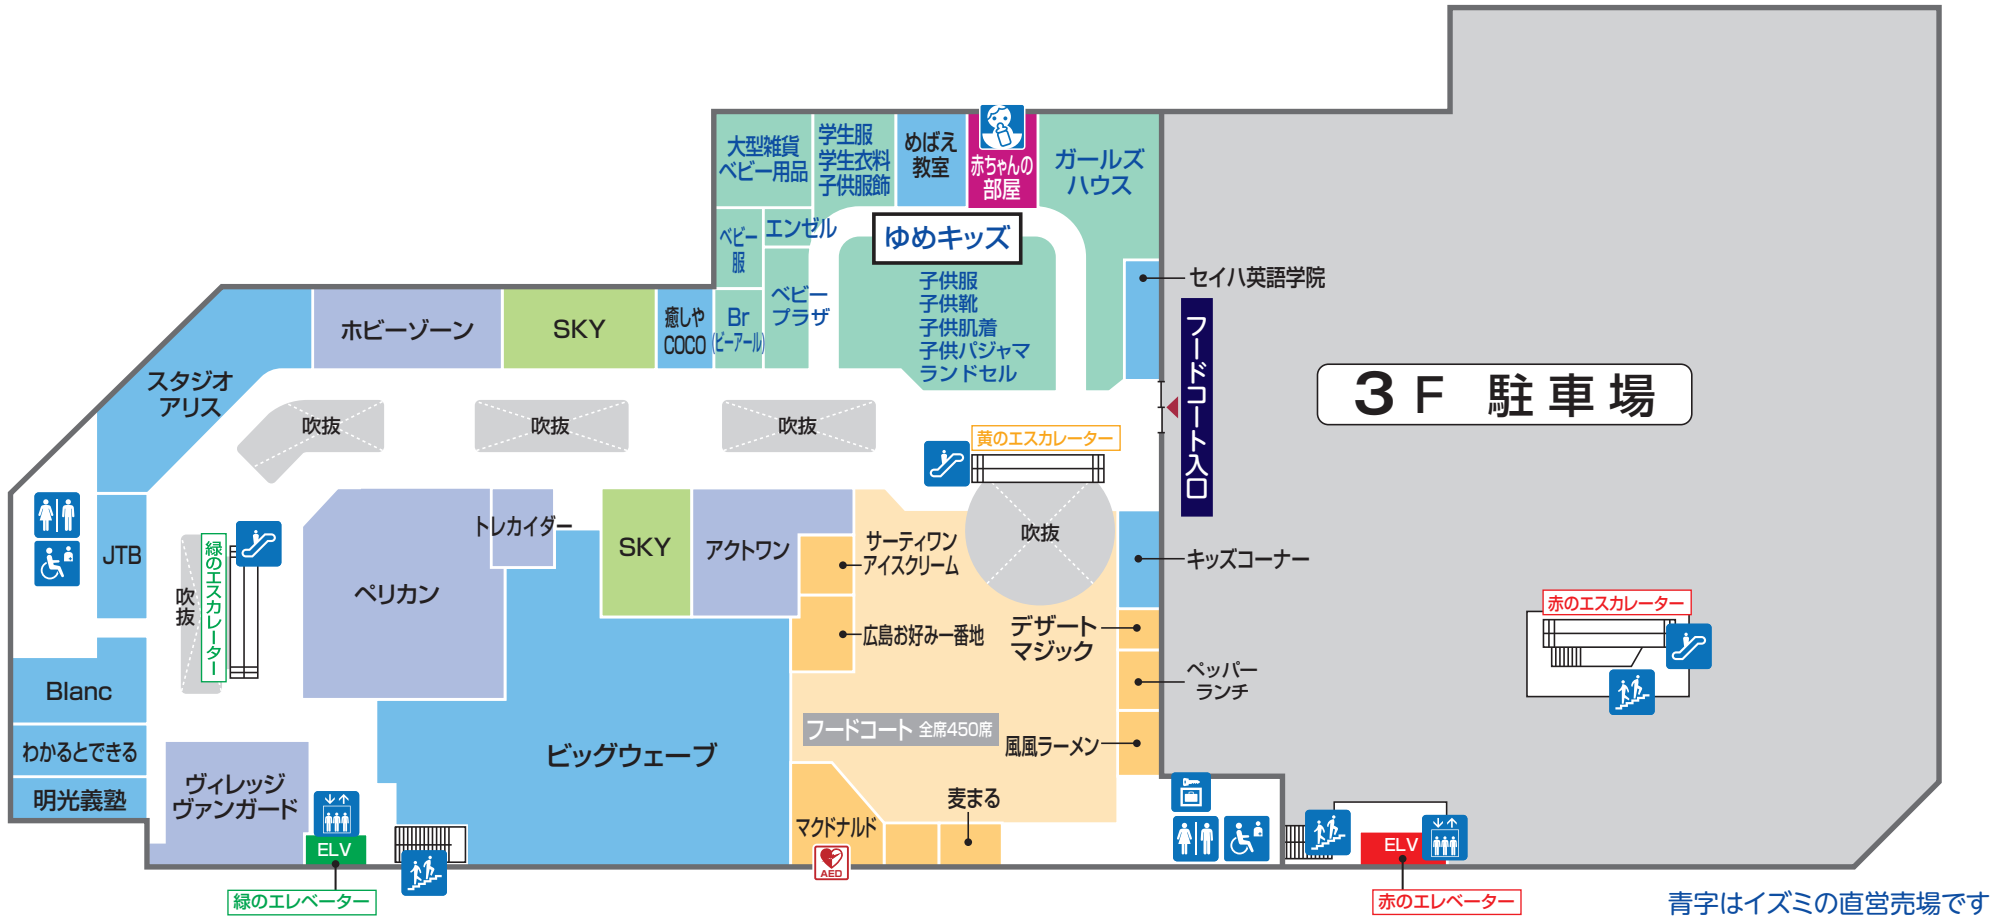 大型雑貨
ベビー用品
学生服
学生衣料
子供服飾
めばえ
教室
赤ちゃんの
部屋
ガールズ
ハウス
ベビー
服
エンゼル
ゆめキッズ
子供服
子供靴
子供肌着
子供パジャマ
ランドセル
セイハ英語学院
ベビー
プラザ
Br
(ビーアール)
癒しや
COCO
SKY
ホビーゾーン
スタジオ
アリス
フードコート入口
3F 駐車場
吹抜
吹抜
吹抜
黄のエスカレーター
吹抜
JTB
吹抜
緑のエスカレーター
ペリカン
トレカイダー
SKY
アクトワン
サーティワン
アイスクリーム
広島お好み一番地
キッズコーナー
デザート
マジック
ペッパー
ランチ
赤のエスカレーター
Blanc
わかるとできる
明光義塾
ヴィレッジ
ヴァンガード
ビッグウェーブ
フードコート 全席450席
風風ラーメン
麦まる
マクドナルド
AED
ELV
緑のエレベーター
ELV
赤のエレベーター
青字はイズミの直営売場です